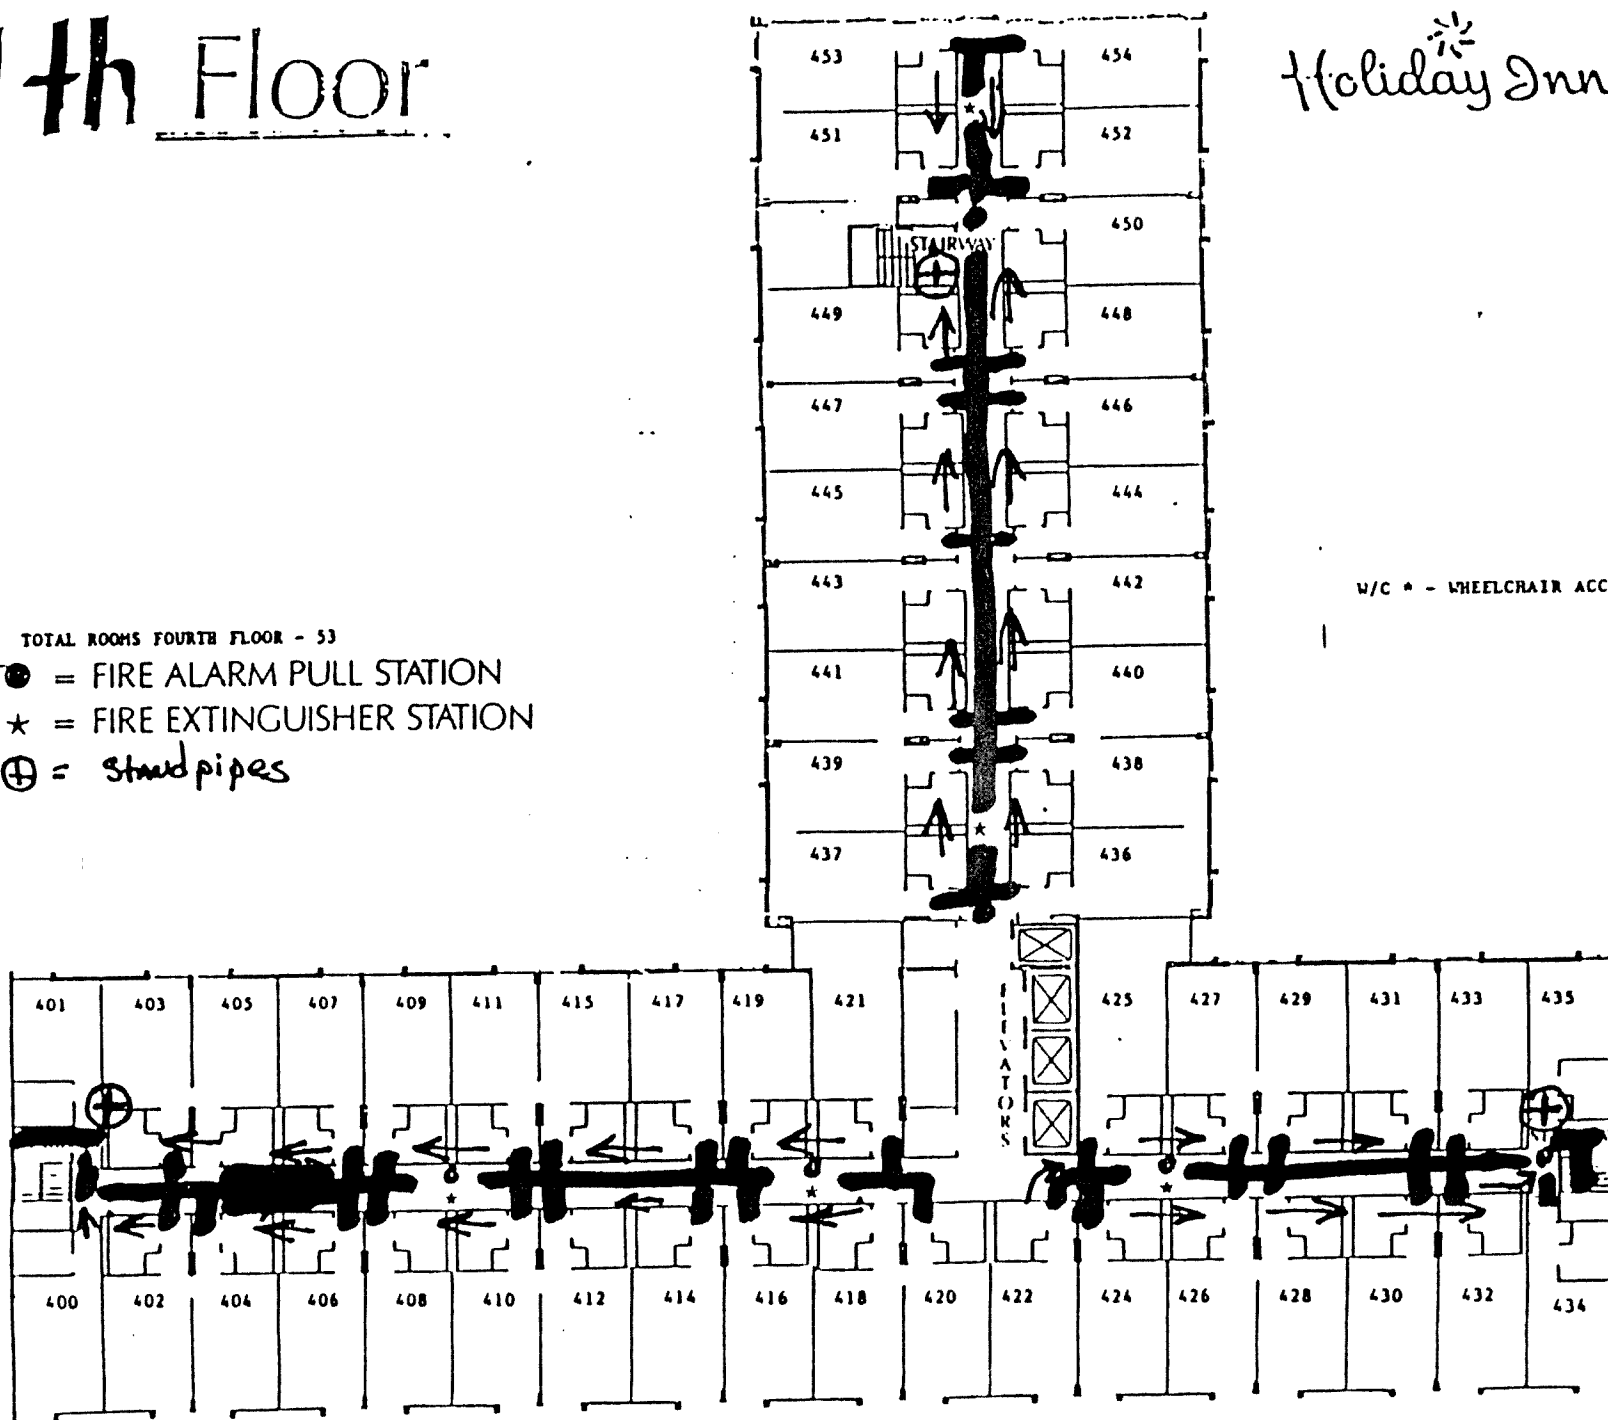 4th Floor
Holiday Inn
453 454
451 452
450
STAIRWAY
449 448
447 446
445 444
443 442
W/C * - WHEELCHAIR ACC
TOTAL ROOMS FOURTH FLOOR - 53
= FIRE ALARM PULL STATION
★ = FIRE EXTINGUISHER STATION
⊕ = Standpipes
441 440
439 438
437 436
401 403 405 407 409 411 415 417 419 421 425 427 429 431 433 435
ELEVATORS
400 402 404 406 408 410 412 414 416 418 420 422 424 426 428 430 432 434